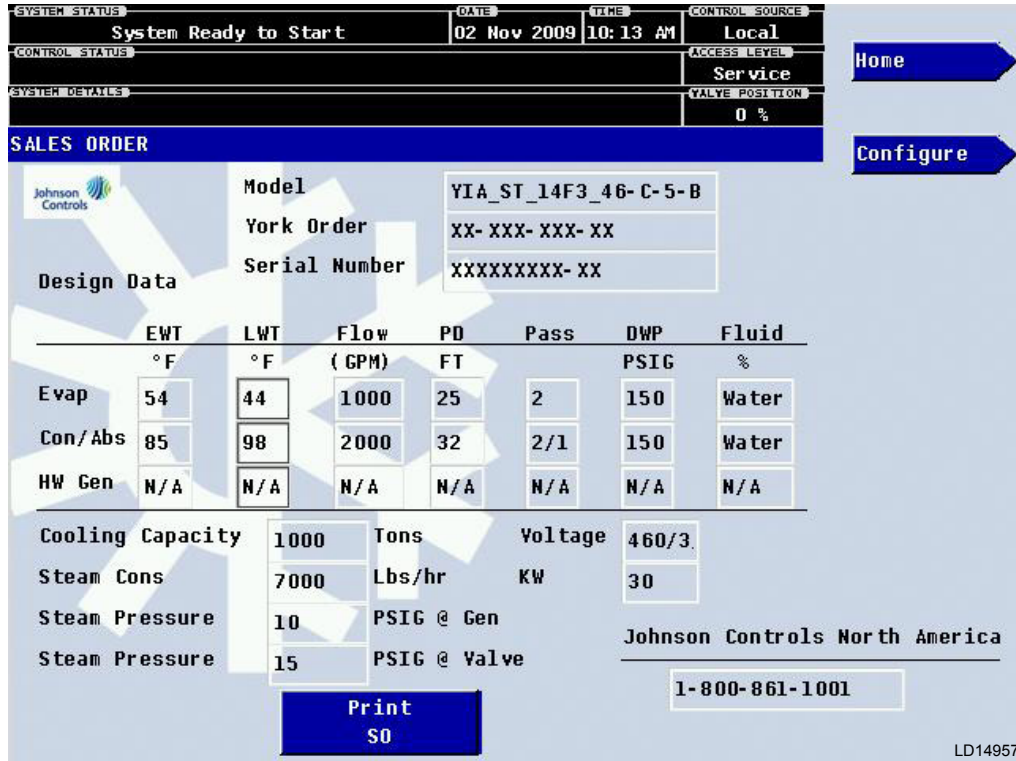 SYSTEM STATUS DATE TIME CONTROL SOURCE
System Ready to Start 02 Nov 2009 10:13 AM Local
CONTROL STATUS ACCESS LEVEL
Service
SYSTEM DETAILS VALVE POSITION
0 %
Home
SALES ORDER
Configure
Johnson Controls
Model YIA_ST_14F3_46-C-5-B
York Order XX-XXX-XXX-XX
Serial Number XXXXXXXXX-XX
Design Data
EWT LWT Flow PD Pass DWP Fluid
°F °F (GPM) FT PSIG %
Evap 54 44 1000 25 2 150 Water
Con/Abs 85 98 2000 32 2/1 150 Water
HW Gen N/A N/A N/A N/A N/A N/A N/A
Cooling Capacity 1000 Tons Voltage 460/3.
Steam Cons 7000 Lbs/hr KW 30
Steam Pressure 10 PSIG @ Gen
Steam Pressure 15 PSIG @ Valve
Johnson Controls North America
1-800-861-1001
Print
SO
LD14957